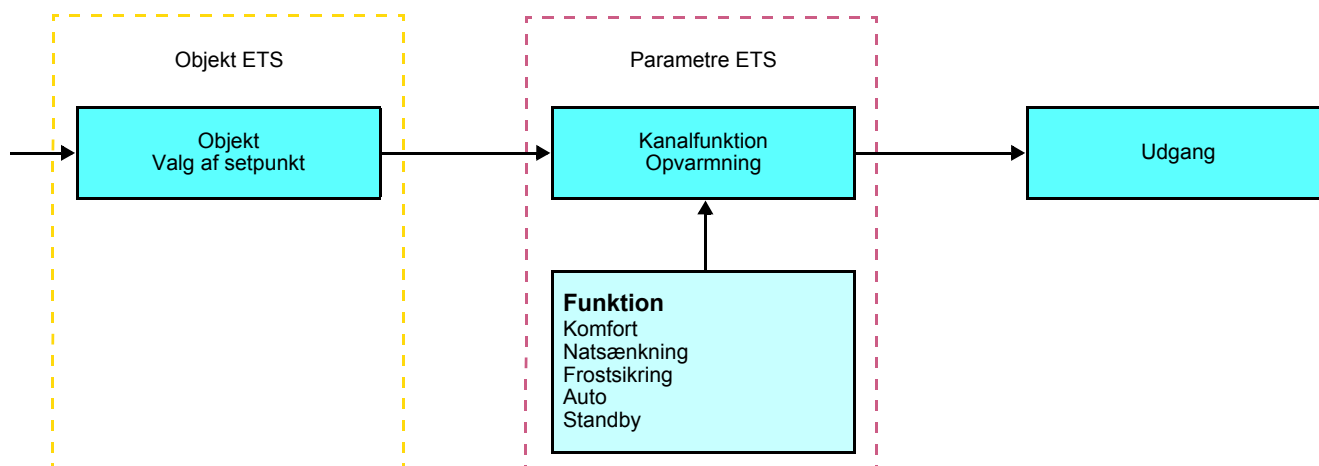 Objekt ETS
Parametre ETS
Objekt
Valg af setpunkt
Kanalfunktion
Opvarmning
Udgang
Funktion
Komfort
Natsænkning
Frostsikring
Auto
Standby